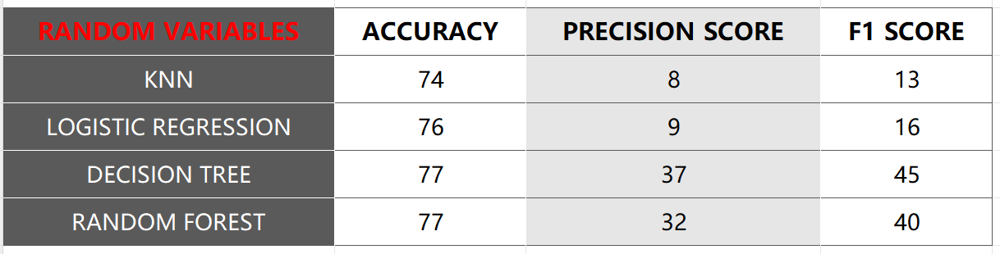 RANDOM VARIABLES ACCURACY PRECISION SCORE F1 SCORE
KNN 74 8 13
LOGISTIC REGRESSION 76 9 16
DECISION TREE 77 37 45
RANDOM FOREST 77 32 40